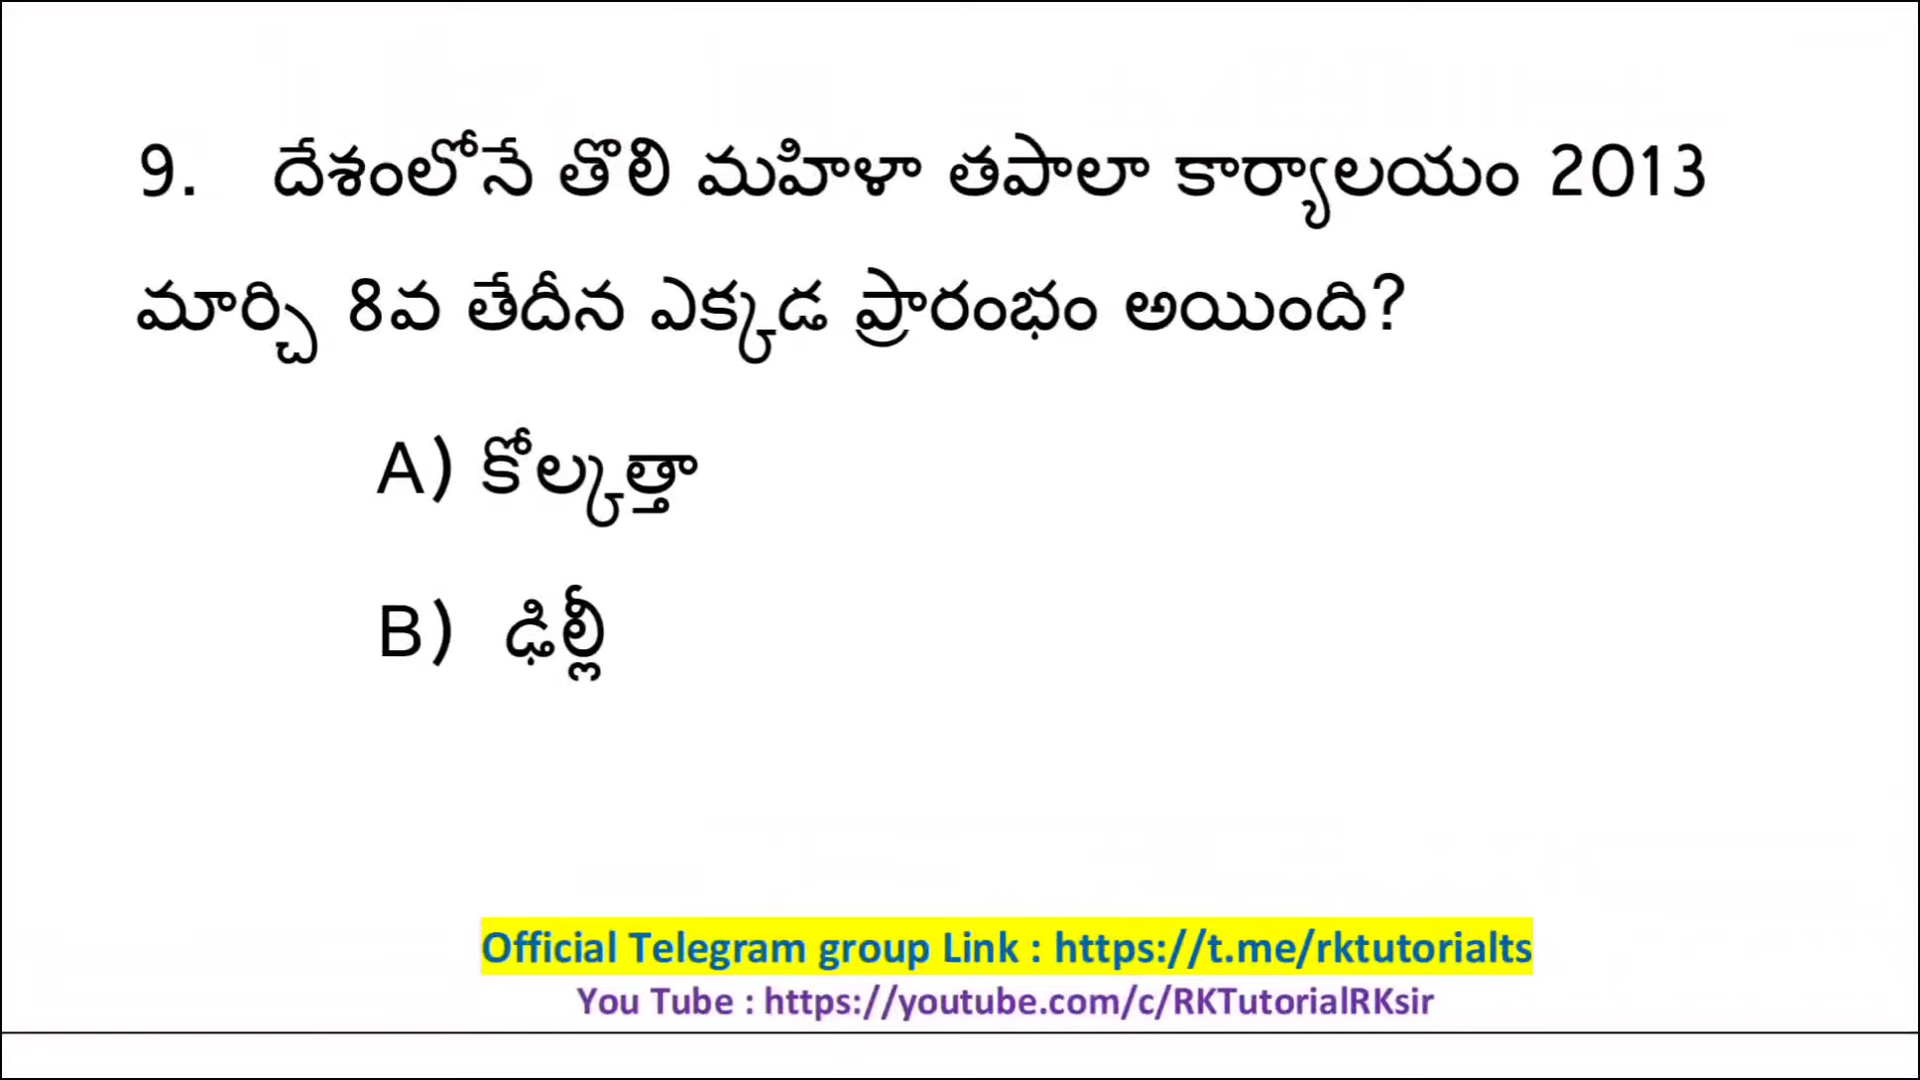 9. దేశంలోనే తొలి మహిళా తపాలా కార్యాలయం 2013
మార్చి 8వ తేదీన ఎక్కడ ప్రారంభం అయింది?
A) కోల్కత్తా
B) ఢిల్లీ
Official Telegram group Link : https://t.me/rktutorialts
You Tube : https://youtube.com/c/RKTutorialRKsir